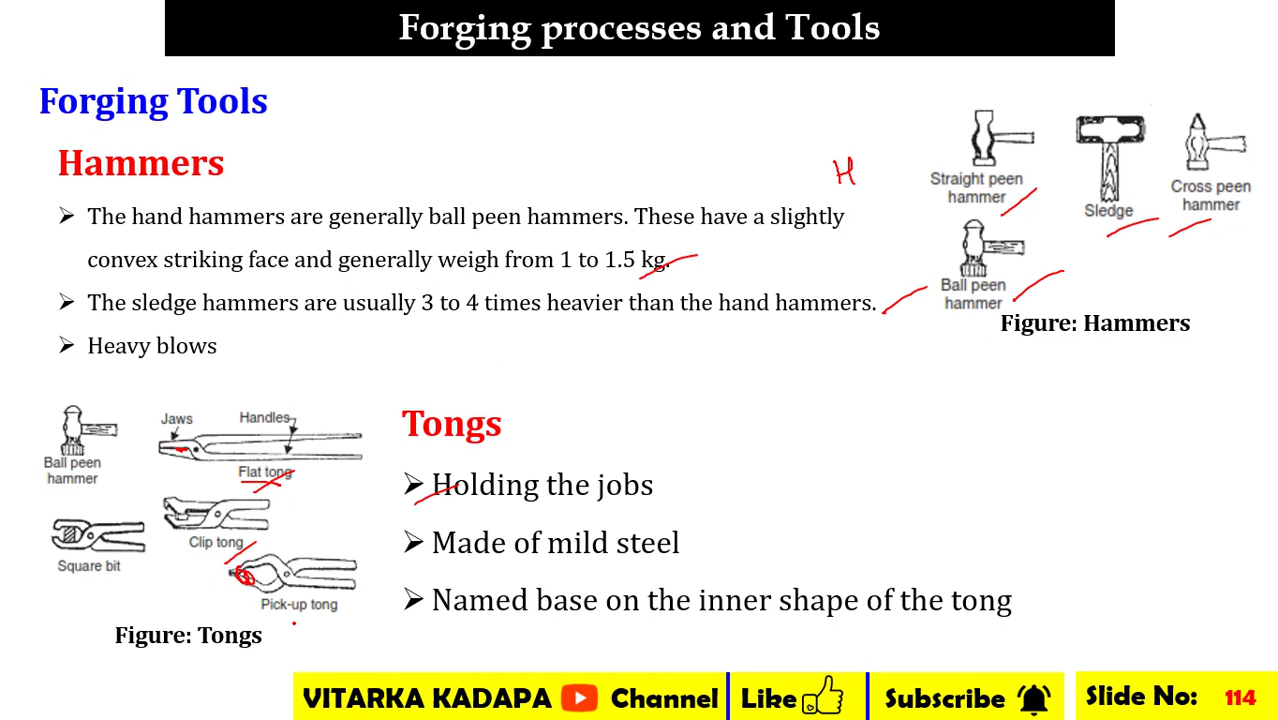 Forging processes and Tools
Forging Tools
Hammers
H
➢ The hand hammers are generally ball peen hammers. These have a slightly
convex striking face and generally weigh from 1 to 1.5 kg.
➢ The sledge hammers are usually 3 to 4 times heavier than the hand hammers.
➢ Heavy blows
Straight peen
hammer
Sledge
Cross peen
hammer
Ball peen
hammer
Figure: Hammers
Ball peen
hammer
Jaws
Handles
Flat tong
Clip tong
Square bit
Pick-up tong
Figure: Tongs
Tongs
➢ Holding the jobs
➢ Made of mild steel
➢ Named base on the inner shape of the tong
VITARKA KADAPA Channel Like Subscribe Slide No: 114